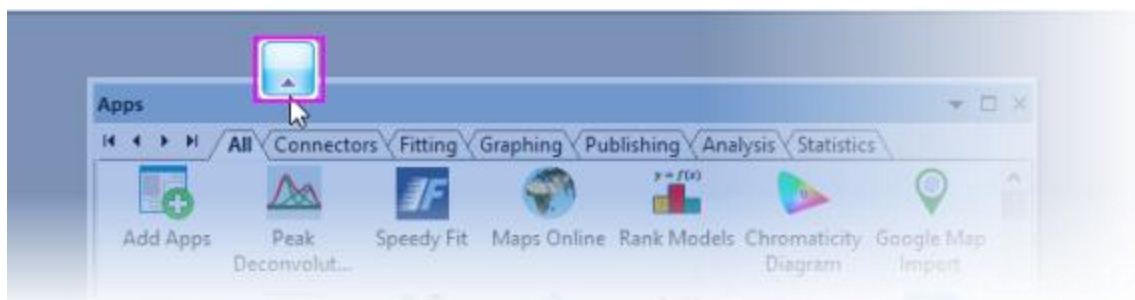 Apps
All Connectors Fitting Graphing Publishing Analysis Statistics
y = f(x)
Add Apps Peak Speedy Fit Maps Online Rank Models Chromaticity Google Map
Deconvolut... Diagram Import